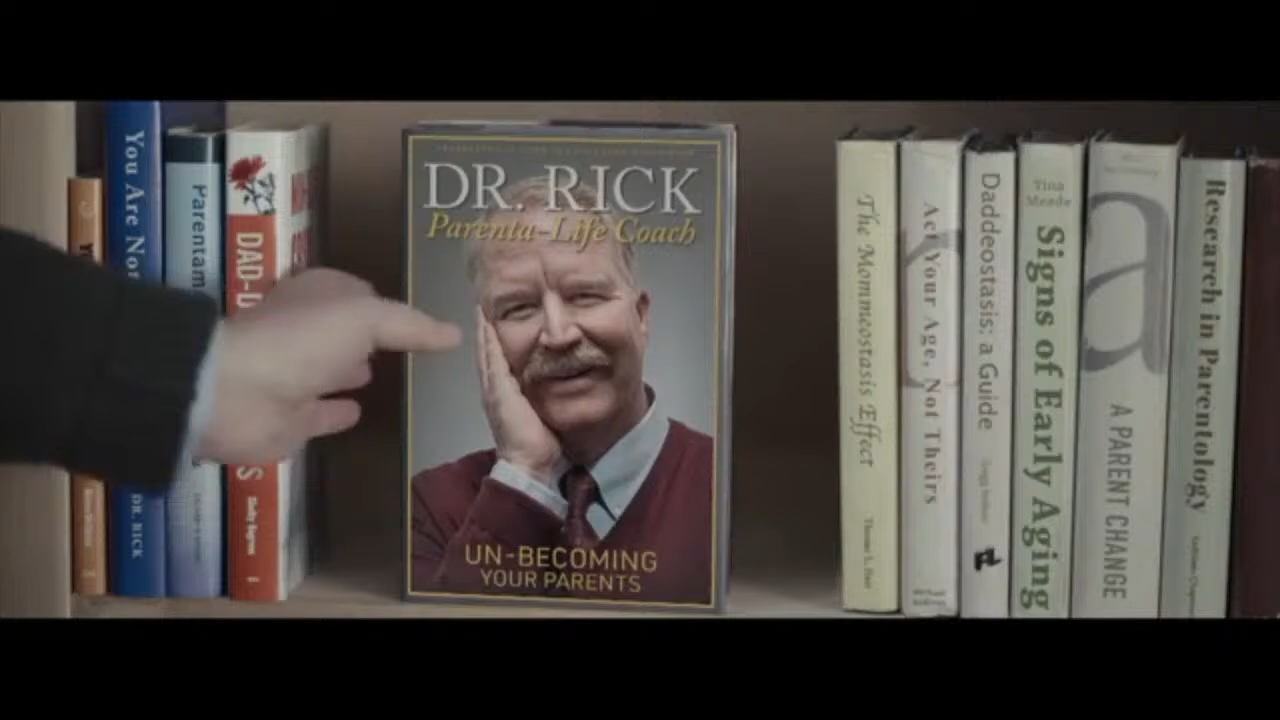 You Are Not
DR. RICK
Parentam
DAD-D
S
DR. RICK
Parenta-Life Coach
UN-BECOMING
YOUR PARENTS
The Mommeostasis Effect
Act Your Age, Not Theirs
Daddeostasis: a Guide
Tina
Meade
Signs of Early Aging
a
A PARENT CHANGE
Research in Parentology